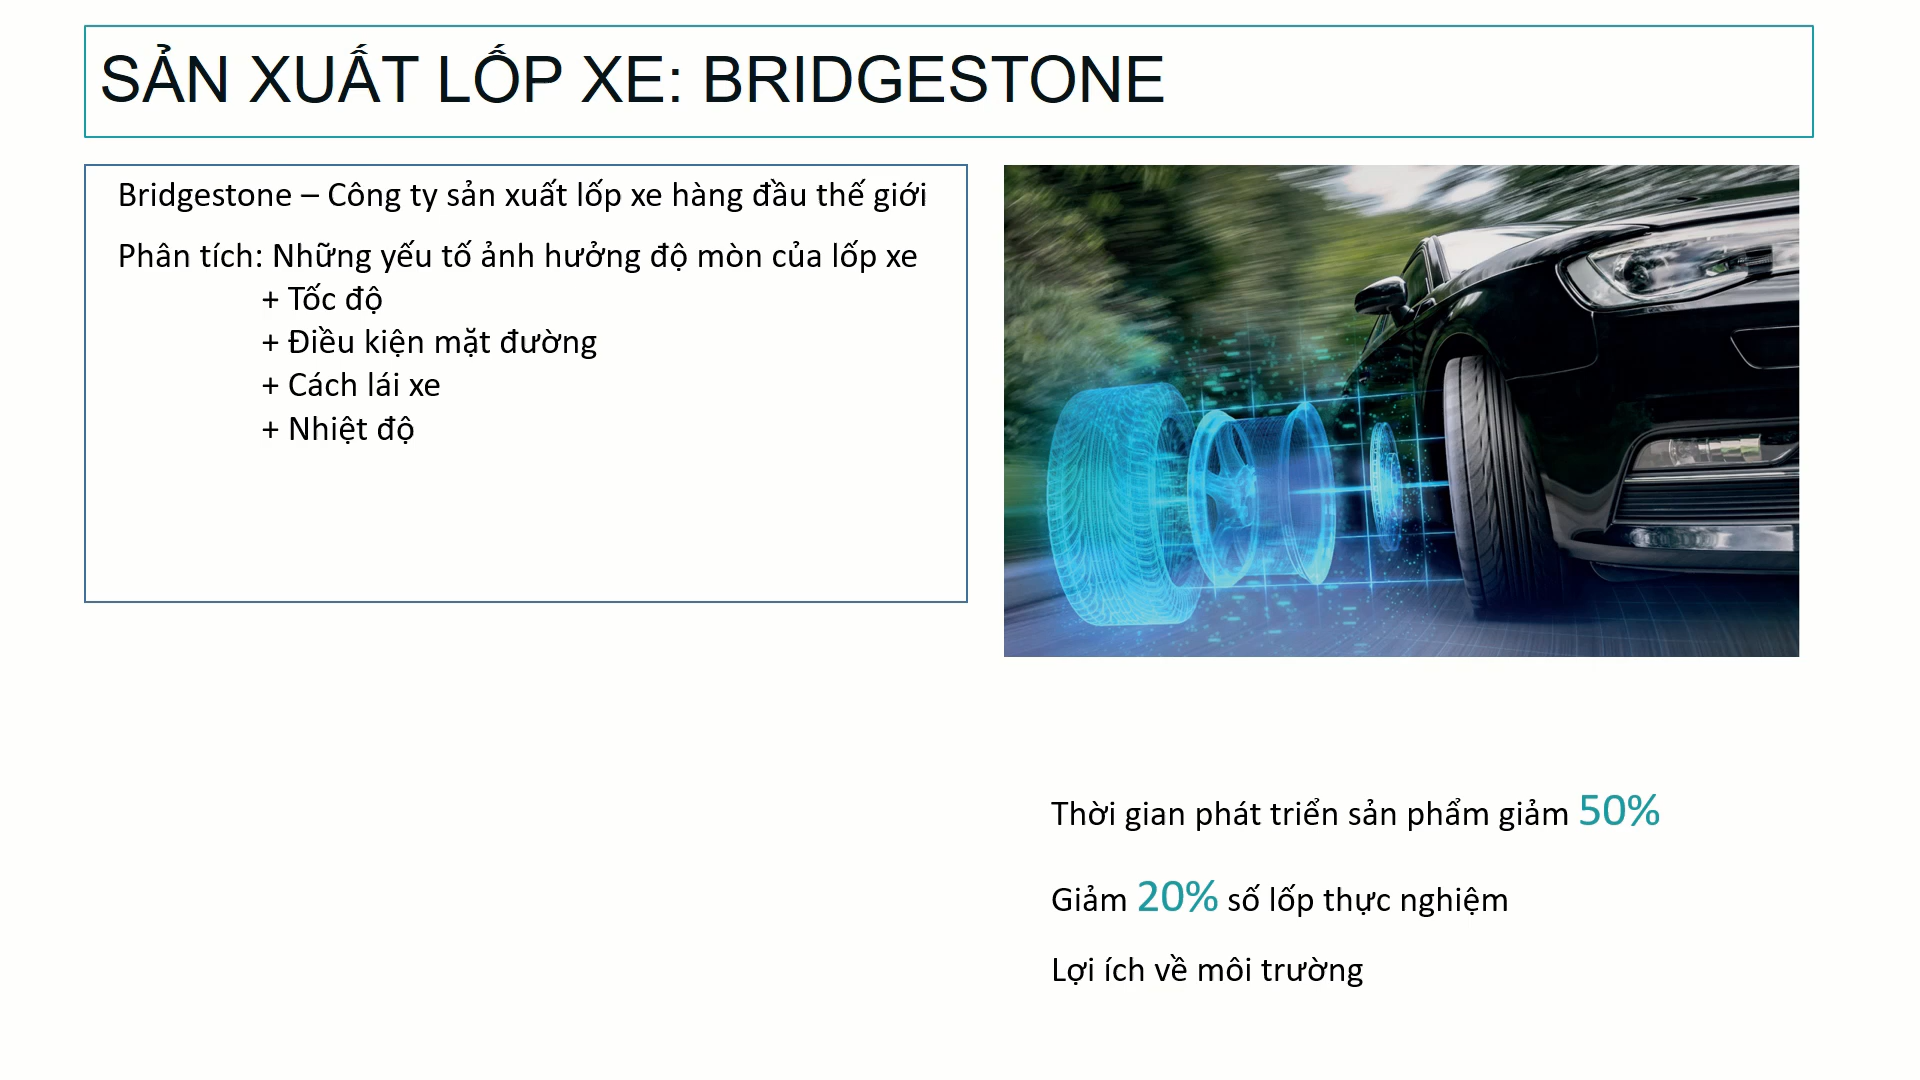 SẢN XUẤT LỐP XE: BRIDGESTONE
Bridgestone – Công ty sản xuất lốp xe hàng đầu thế giới
Phân tích: Những yếu tố ảnh hưởng độ mòn của lốp xe
+ Tốc độ
+ Điều kiện mặt đường
+ Cách lái xe
+ Nhiệt độ
Thời gian phát triển sản phẩm giảm 50%
Giảm 20% số lốp thực nghiệm
Lợi ích về môi trường